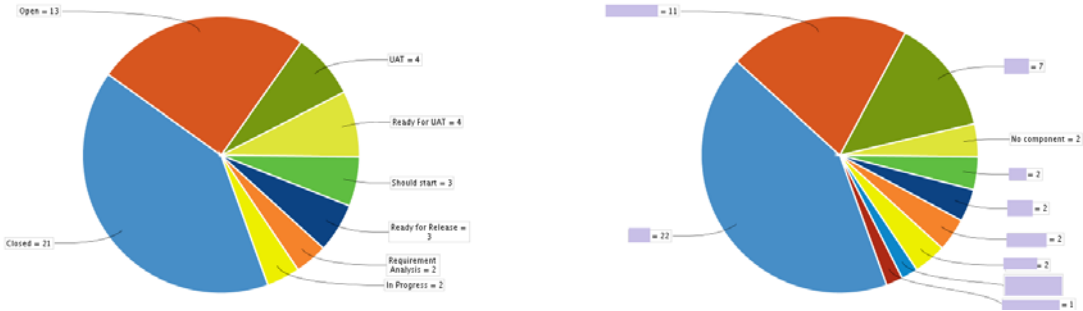 Open = 13
UAT = 4
Ready For UAT = 4
Should start = 3
Ready for Release =
3
Requirement
Analysis = 2
In Progress = 2
Closed = 21
= 11
= 7
No component = 2
= 2
= 2
= 2
= 2
= 1
= 22